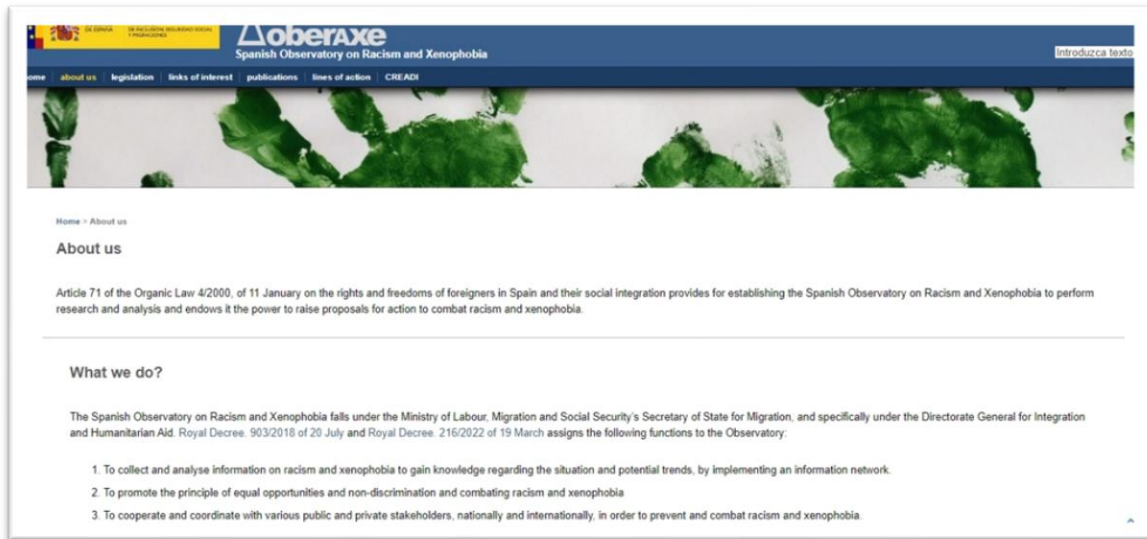 DE ESPAÑA
DE INCLUSIÓN, SEGURIDAD SOCIAL
Y MIGRACIONES
oberaxe
Spanish Observatory on Racism and Xenophobia
Introduzca texto
ome about us legislation links of interest publications lines of action CREADI
Home > About us
About us
Article 71 of the Organic Law 4/2000, of 11 January on the rights and freedoms of foreigners in Spain and their social integration provides for establishing the Spanish Observatory on Racism and Xenophobia to perform
research and analysis and endows it the power to raise proposals for action to combat racism and xenophobia.
What we do?
The Spanish Observatory on Racism and Xenophobia falls under the Ministry of Labour, Migration and Social Security's Secretary of State for Migration, and specifically under the Directorate General for Integration
and Humanitarian Aid. Royal Decree. 903/2018 of 20 July and Royal Decree. 216/2022 of 19 March assigns the following functions to the Observatory:
1. To collect and analyse information on racism and xenophobia to gain knowledge regarding the situation and potential trends, by implementing an information network.
2. To promote the principle of equal opportunities and non-discrimination and combating racism and xenophobia
3. To cooperate and coordinate with various public and private stakeholders, nationally and internationally, in order to prevent and combat racism and xenophobia.